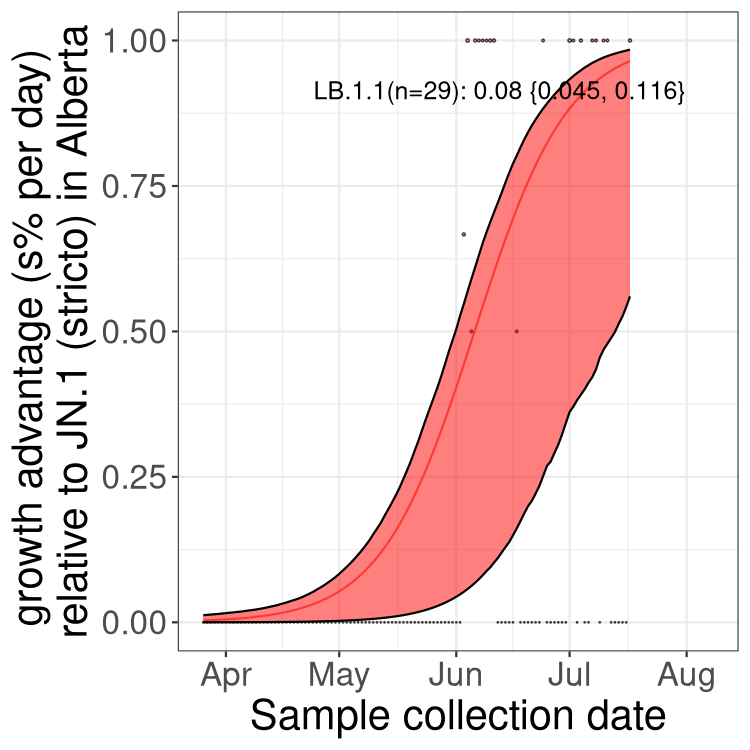 growth advantage (s% per day)
relative to JN.1 (stricto) in Alberta
1.00
0.75
0.50
0.25
0.00
LB.1.1(n=29): 0.08 {0.045, 0.116}
Apr May Jun Jul Aug
Sample collection date